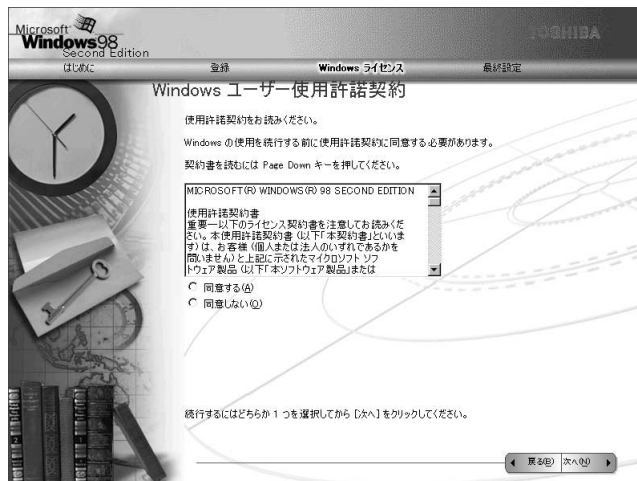 Microsoft
Windows98
Second Edition
TOSHIBA
はじめに 登録 Windows ライセンス 最終設定
Windows ユーザー使用許諾契約
使用許諾契約をお読みください。
Windows の使用を続行する前に使用許諾契約に同意する必要があります。
契約書を読むには Page Down キーを押してください。
MICROSOFT(R) WINDOWS(R) 98 SECOND EDITION
使用許諾契約書
重要－以下のライセンス契約書を注意してお読みくだ
さい。本使用許諾契約書 (以下｢本契約書｣といいま
す) は、お客様 (個人または法人のいずれであるかを
問いません) と上記に示されたマイクロソフト ソフ
トウェア製品 (以下｢本ソフトウェア製品｣または
同意する(A)
同意しない(O)
続行するにはどちらか 1 つを選択してから [次へ] をクリックしてください。
戻る(B) 次へ(N)